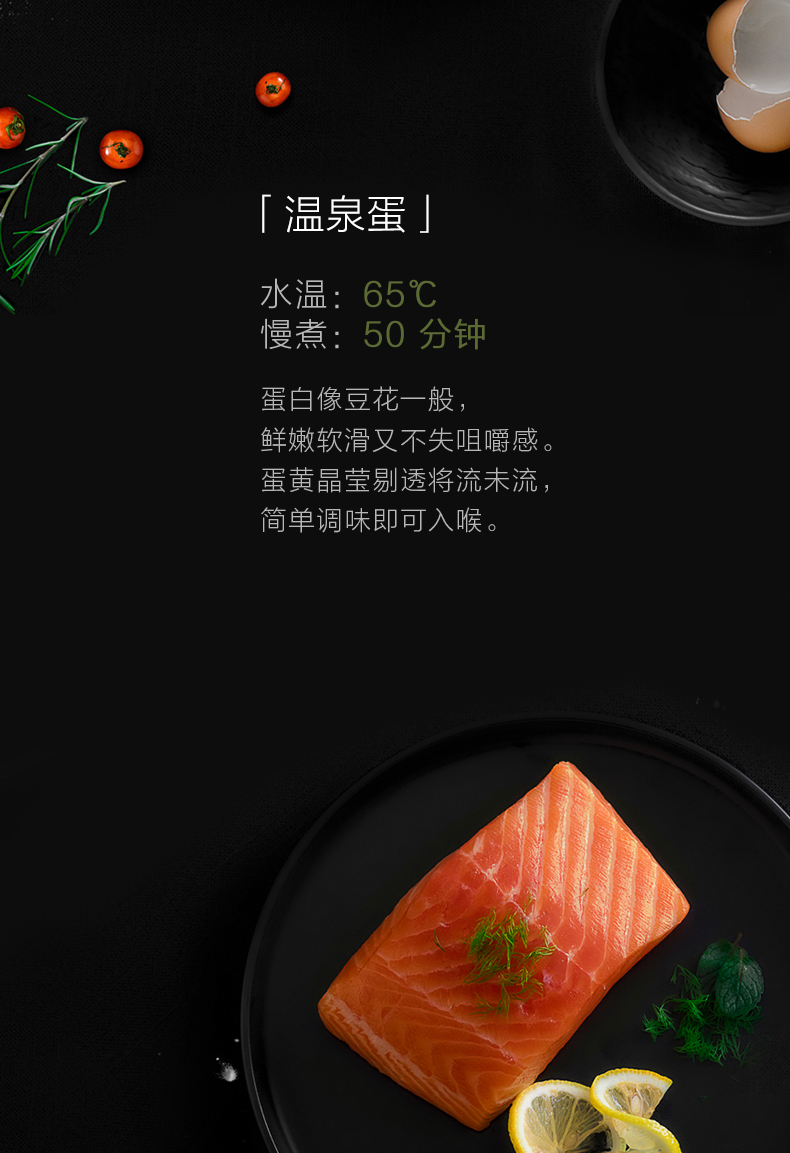 「温泉蛋」
水温：65℃
慢煮：50 分钟
蛋白像豆花一般，
鲜嫩软滑又不失咀嚼感。
蛋黄晶莹剔透将流未流，
简单调味即可入喉。